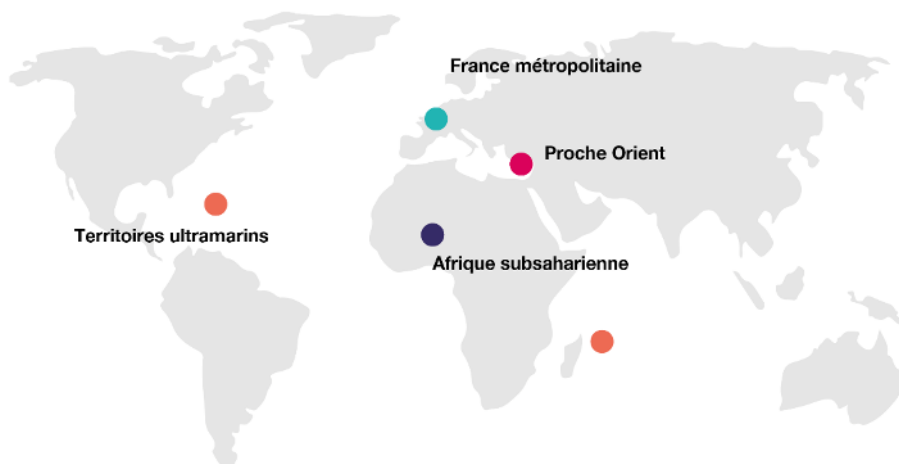 France métropolitaine
Proche Orient
Territoires ultramarins
Afrique subsaharienne